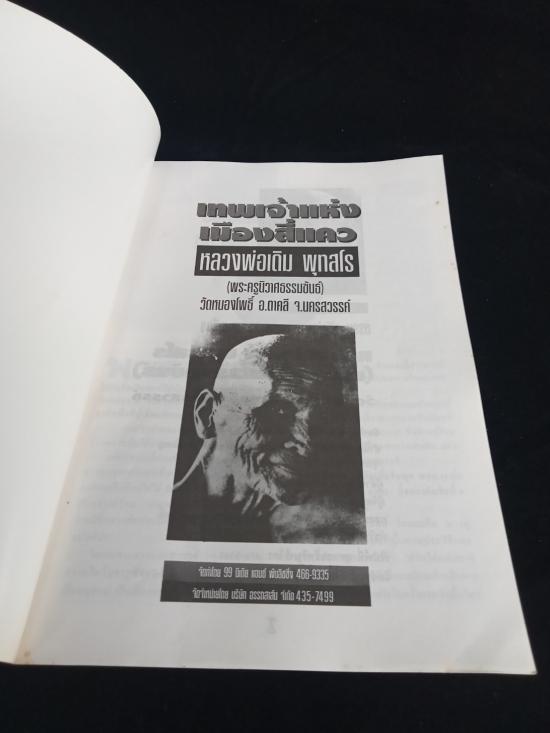 เทพเจ้าแห่ง
เมืองสี่แคว
หลวงพ่อเดิม พุทสโร
(พระครูนิวาศธรรมขันธ์)
วัดหนองโพธิ์ อ.ตาคลี จ.นครสวรรค์
จัดทำโดย 99 มีเดีย แอนด์ พับลิชชิ่ง 466-9335
จัดจำหน่ายโดย บริษัท อรรถสาส์น จำกัด 435-7499